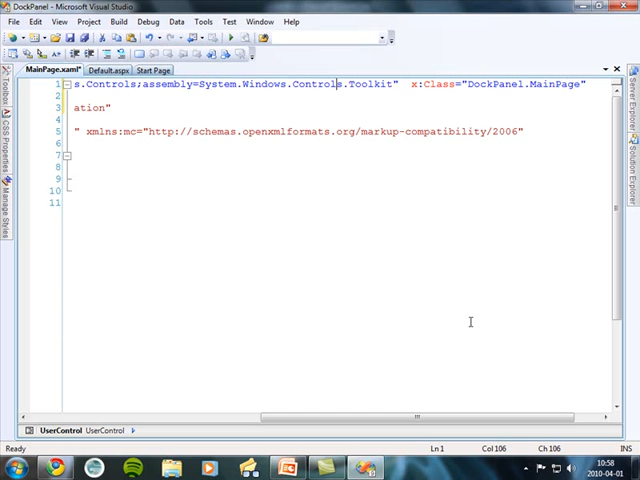 DockPanel - Microsoft Visual Studio
File Edit View Project Build Debug Data Tools Test Window Help
MainPage.xaml* Default.aspx Start Page
1 s.Controls;assembly=System.Windows.Controls.Toolkit" x:Class="DockPanel.MainPage"
2
3 ation"
4
5 " xmlns:mc="http://schemas.openxmlformats.org/markup-compatibility/2006"
6
7
8
9
10
11
Toolbox
CSS Properties
Manage Styles
Server Explorer
Solution Explorer
UserControl UserControl
Ready Ln 1 Col 106 Ch 106 INS
10:58
2010-04-01